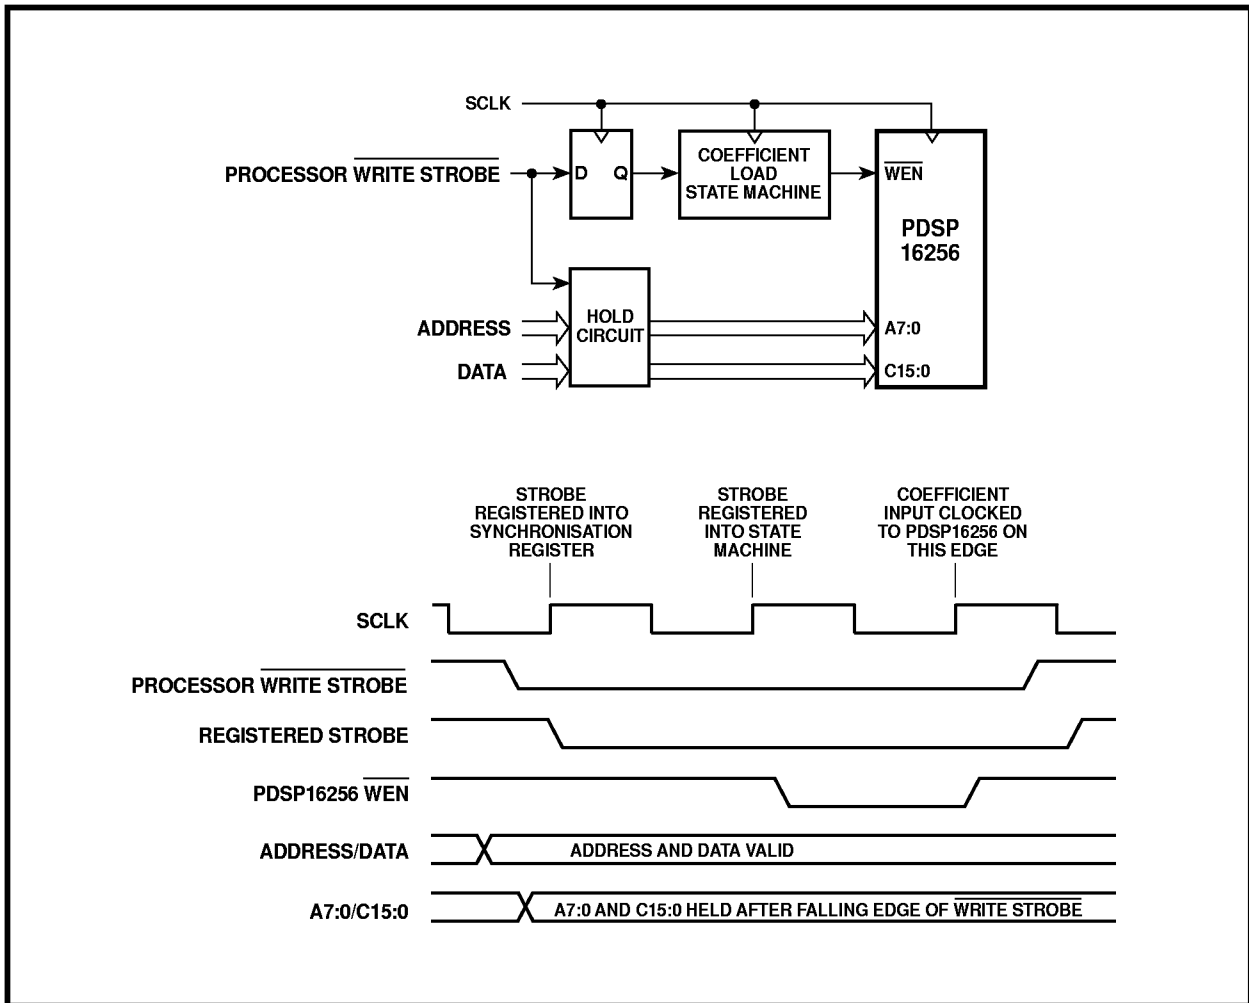 SCLK
PROCESSOR WRITE STROBE
D
Q
COEFFICIENT
LOAD
STATE MACHINE
WEN
PDSP
16256
HOLD
CIRCUIT
ADDRESS
A7:0
DATA
C15:0
STROBE
REGISTERED INTO
SYNCHRONISATION
REGISTER
STROBE
REGISTERED
INTO STATE
MACHINE
COEFFICIENT
INPUT CLOCKED
TO PDSP16256 ON
THIS EDGE
SCLK
PROCESSOR WRITE STROBE
REGISTERED STROBE
PDSP16256 WEN
ADDRESS/DATA
ADDRESS AND DATA VALID
A7:0/C15:0
A7:0 AND C15:0 HELD AFTER FALLING EDGE OF WRITE STROBE